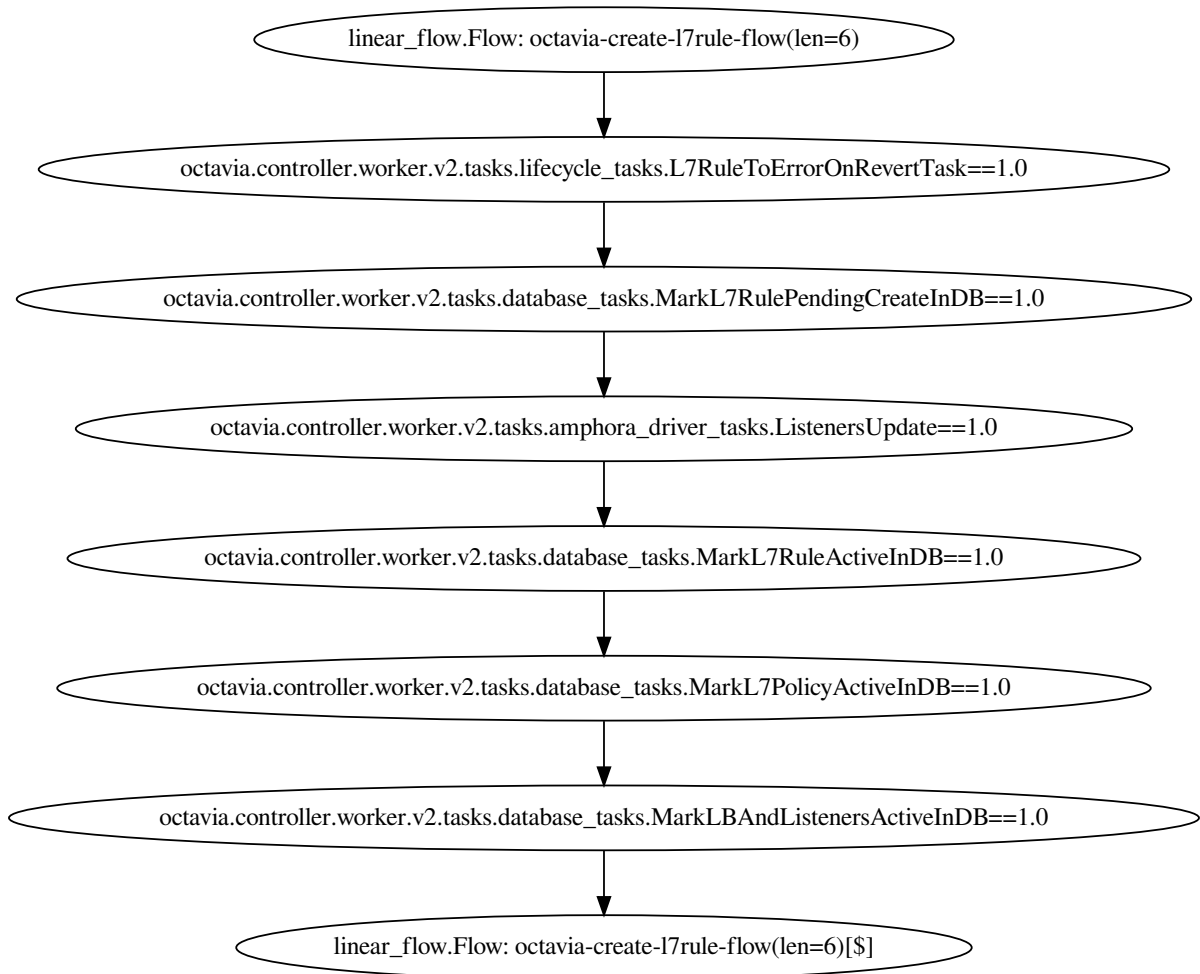 linear_flow.Flow: octavia-create-l7rule-flow(len=6)
octavia.controller.worker.v2.tasks.lifecycle_tasks.L7RuleToErrorOnRevertTask==1.0
octavia.controller.worker.v2.tasks.database_tasks.MarkL7RulePendingCreateInDB==1.0
octavia.controller.worker.v2.tasks.amphora_driver_tasks.ListenersUpdate==1.0
octavia.controller.worker.v2.tasks.database_tasks.MarkL7RuleActiveInDB==1.0
octavia.controller.worker.v2.tasks.database_tasks.MarkL7PolicyActiveInDB==1.0
octavia.controller.worker.v2.tasks.database_tasks.MarkLBAndListenersActiveInDB==1.0
linear_flow.Flow: octavia-create-l7rule-flow(len=6)[$]